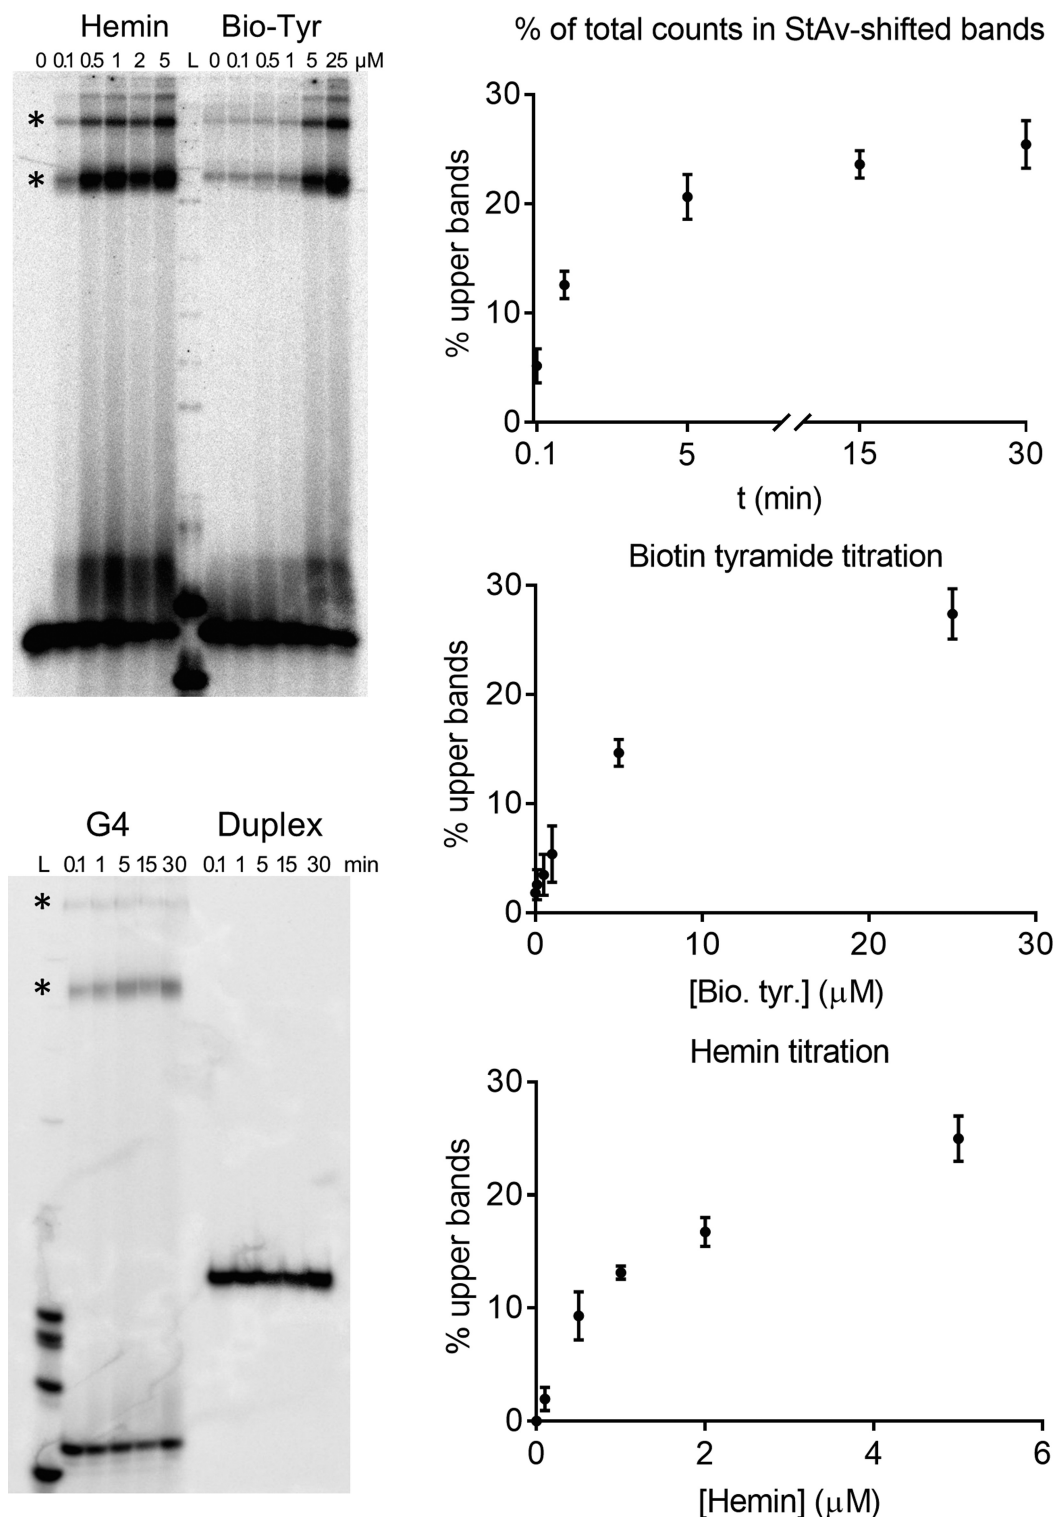 Hemin Bio-Tyr
0 0.1 0.5 1 2 5 L 0 0.1 0.5 1 5 25 µM
*
*
G4 Duplex
L 0.1 1 5 15 30 0.1 1 5 15 30 min
*
*
% of total counts in StAv-shifted bands
% upper bands
30
20
10
0
0.1 5 15 30
t (min)
Biotin tyramide titration
% upper bands
30
20
10
0
0 10 20 30
[Bio. tyr.] (μM)
Hemin titration
% upper bands
30
20
10
0
0 2 4 6
[Hemin] (μM)